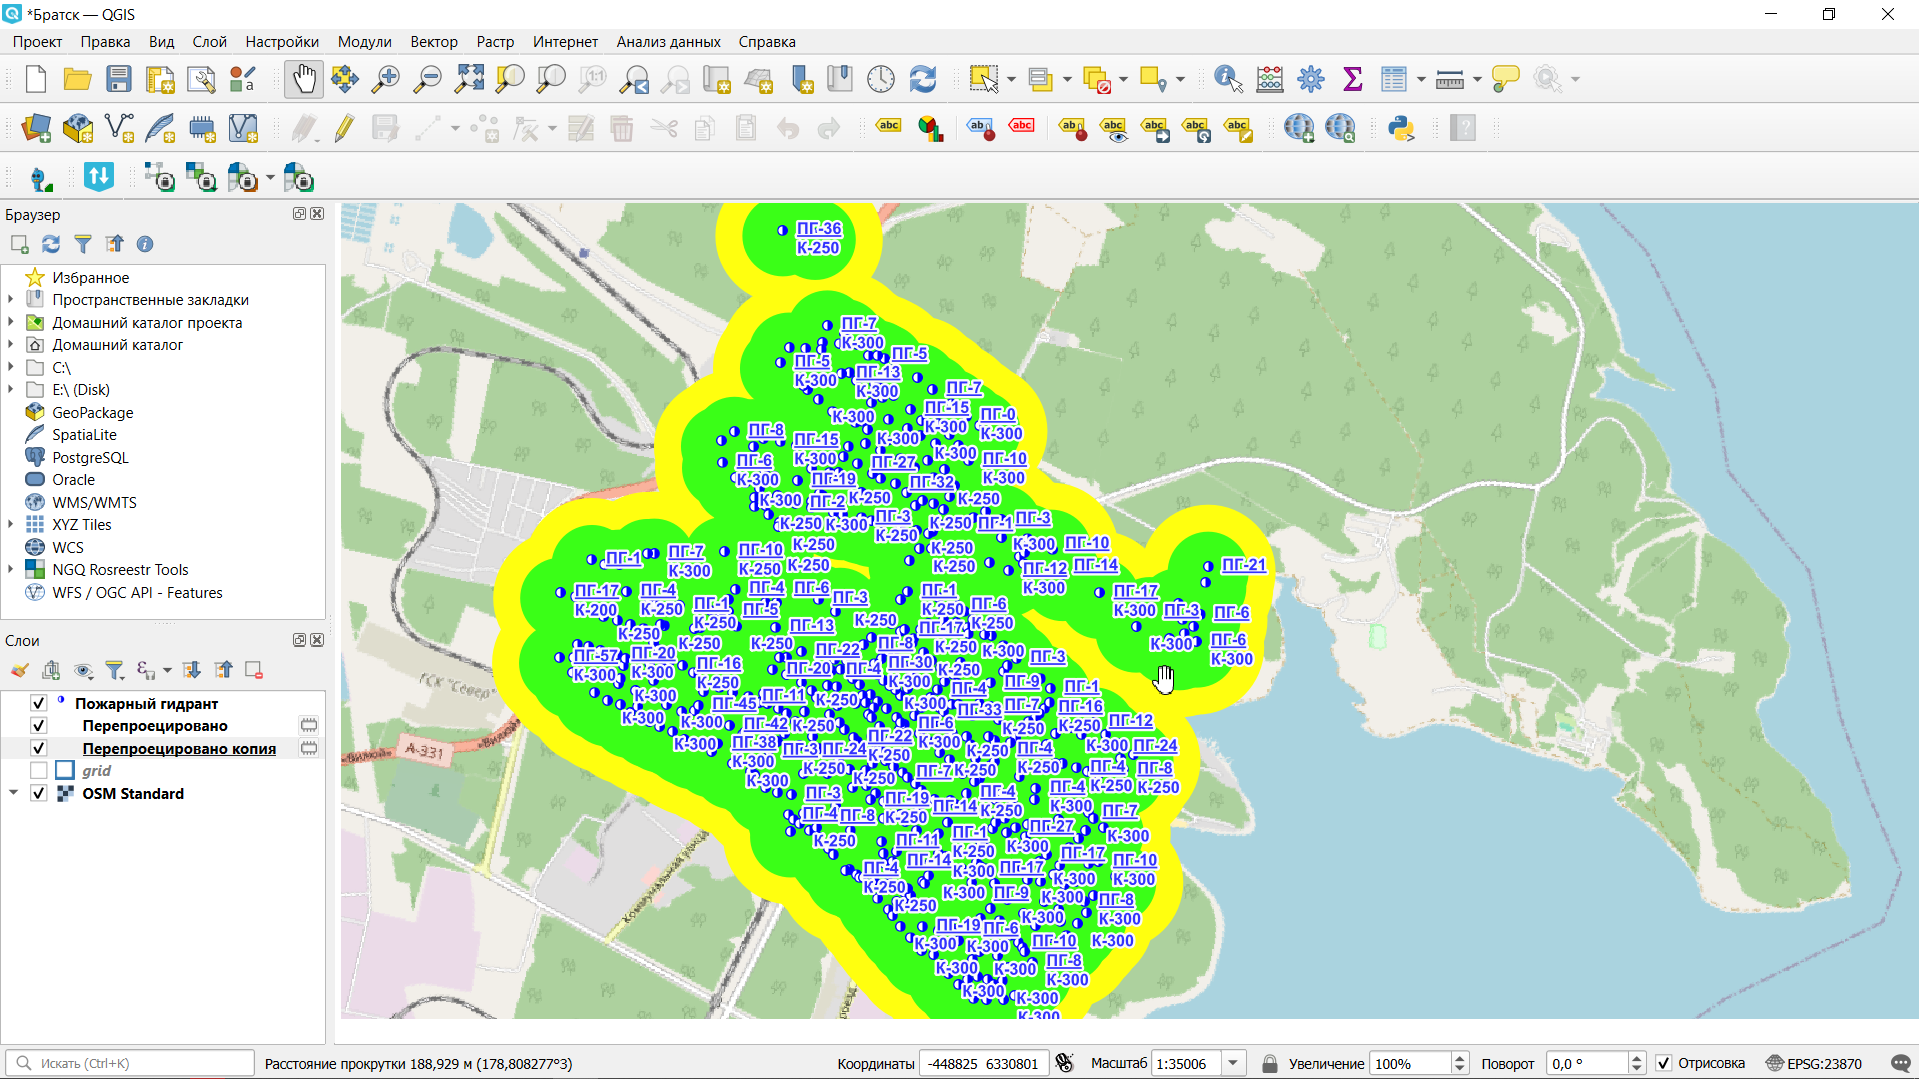 *Братск — QGIS
Проект Правка Вид Слой Настройки Модули Вектор Растр Интернет Анализ данных Справка
Браузер
Избранное
Пространственные закладки
Домашний каталог проекта
Домашний каталог
C:\
E:\ (Disk)
GeoPackage
SpatiaLite
PostgreSQL
Oracle
WMS/WMTS
XYZ Tiles
WCS
NGQ Rosreestr Tools
WFS / OGC API - Features
Слои
Пожарный гидрант
Перепроецировано
Перепроецировано копия
grid
OSM Standard
ПГ-36
К-250
ПГ-7
К-300
ПГ-5
ПГ-5
К-300
ПГ-13
К-300
ПГ-7
ПГ-15
К-300
ПГ-0
К-300
К-300
ПГ-8
ПГ-15
К-300
К-300
К-300
ПГ-10
К-300
ПГ-6
К-300
ПГ-27
ПГ-19
К-250
ПГ-32
К-250
К-300
ПГ-2
К-250
К-300
ПГ-3
К-250
К-250
ПГ-1
ПГ-3
К-300
ПГ-10
ПГ-14
ПГ-12
К-300
ПГ-21
ПГ-17
К-300
ПГ-3
ПГ-6
К-300
ПГ-6
К-300
ПГ-1
ПГ-7
К-300
ПГ-10
К-250
К-250
К-250
К-250
К-250
ПГ-17
К-200
ПГ-4
К-250
ПГ-1
К-250
ПГ-4
ПГ-5
ПГ-6
ПГ-3
К-250
ПГ-1
К-250
ПГ-6
К-250
К-250
К-250
ПГ-13
К-250
ПГ-17
К-250
К-300
ПГ-57
К-300
ПГ-20
К-300
ПГ-16
К-250
ПГ-22
ПГ-20
ПГ-8
ПГ-4
ПГ-30
К-300
К-250
ПГ-3
ПГ-9
ПГ-1
ПГ-16
К-250
ПГ-12
К-300
ПГ-24
К-300
К-300
К-300
ПГ-45
ПГ-11
К-250
К-300
ПГ-4
ПГ-33
ПГ-7
К-250
К-300
ПГ-42
К-250
ПГ-6
К-300
ПГ-38
К-300
ПГ-3
К-250
ПГ-24
К-250
ПГ-22
К-250
К-250
ПГ-4
К-250
ПГ-4
К-250
ПГ-8
К-250
К-300
ПГ-7
К-250
ПГ-4
К-250
ПГ-4
К-300
ПГ-3
ПГ-4
К-250
ПГ-8
ПГ-19
К-250
ПГ-14
ПГ-7
К-300
ПГ-27
К-300
ПГ-11
ПГ-1
К-250
ПГ-14
К-300
ПГ-17
ПГ-17
К-300
ПГ-10
К-300
ПГ-4
К-250
К-250
К-300
ПГ-9
К-300
К-300
ПГ-8
К-300
ПГ-19
К-300
ПГ-6
К-300
ПГ-10
К-300
К-300
К-300
ПГ-8
К-300
К-300
К-300
К-300
ГСК "Север"
А-331
Искать (Ctrl+K)
Расстояние прокрутки 188,929 м (178,808277°3)
Координаты -448825 6330801
Масштаб 1:35006
Увеличение 100%
Поворот 0,0 °
Отрисовка
EPSG:23870